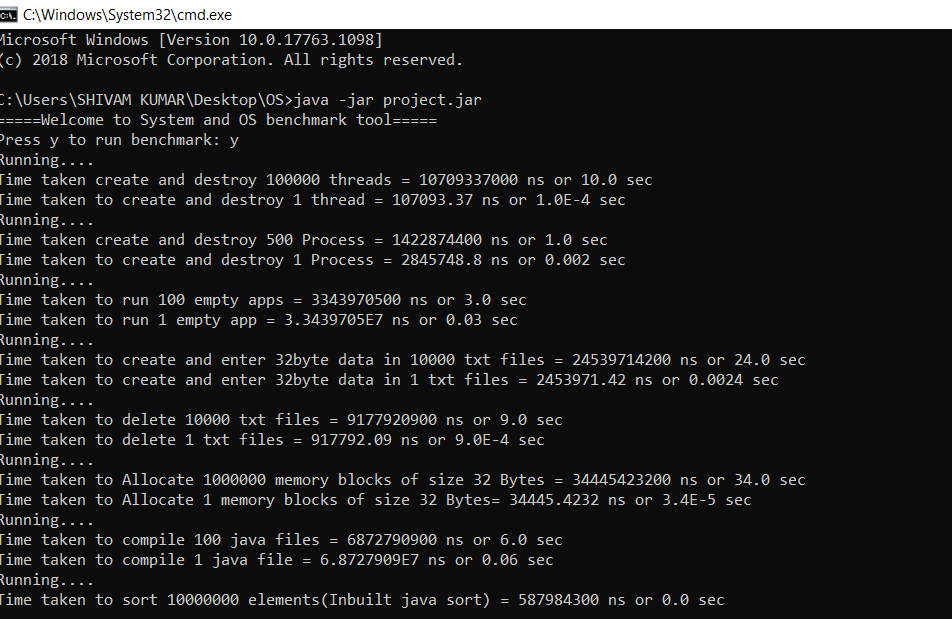 C:\Windows\System32\cmd.exe
Microsoft Windows [Version 10.0.17763.1098]
(c) 2018 Microsoft Corporation. All rights reserved.
C:\Users\SHIVAM KUMAR\Desktop\OS>java -jar project.jar
=====Welcome to System and OS benchmark tool=====
Press y to run benchmark: y
Running....
Time taken create and destroy 100000 threads = 10709337000 ns or 10.0 sec
Time taken to create and destroy 1 thread = 107093.37 ns or 1.0E-4 sec
Running....
Time taken create and destroy 500 Process = 1422874400 ns or 1.0 sec
Time taken to create and destroy 1 Process = 2845748.8 ns or 0.002 sec
Running....
Time taken to run 100 empty apps = 3343970500 ns or 3.0 sec
Time taken to run 1 empty app = 3.3439705E7 ns or 0.03 sec
Running....
Time taken to create and enter 32byte data in 10000 txt files = 24539714200 ns or 24.0 sec
Time taken to create and enter 32byte data in 1 txt files = 2453971.42 ns or 0.0024 sec
Running....
Time taken to delete 10000 txt files = 9177920900 ns or 9.0 sec
Time taken to delete 1 txt files = 917792.09 ns or 9.0E-4 sec
Running....
Time taken to Allocate 1000000 memory blocks of size 32 Bytes = 34445423200 ns or 34.0 sec
Time taken to Allocate 1 memory blocks of size 32 Bytes= 34445.4232 ns or 3.4E-5 sec
Running....
Time taken to compile 100 java files = 6872790900 ns or 6.0 sec
Time taken to compile 1 java file = 6.8727909E7 ns or 0.06 sec
Running....
Time taken to sort 10000000 elements(Inbuilt java sort) = 587984300 ns or 0.0 sec